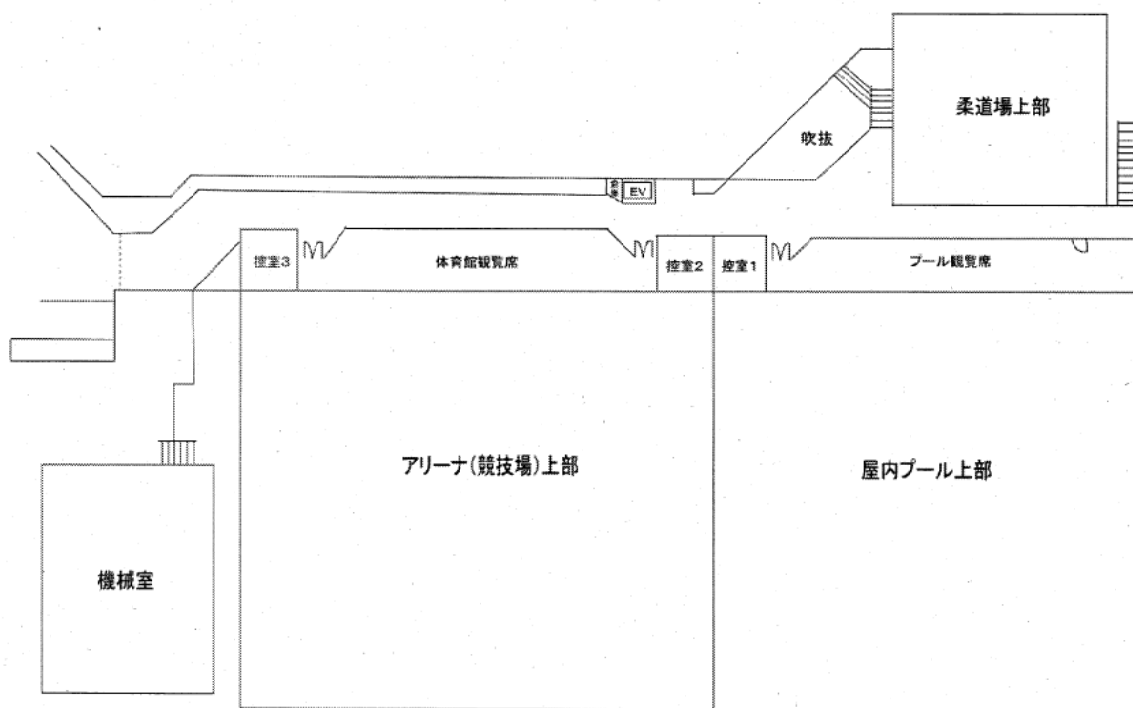 柔道場上部
吹抜
EV
控室3
体育館観覧席
控室2
控室1
プール観覧席
アリーナ(競技場)上部
屋内プール上部
機械室